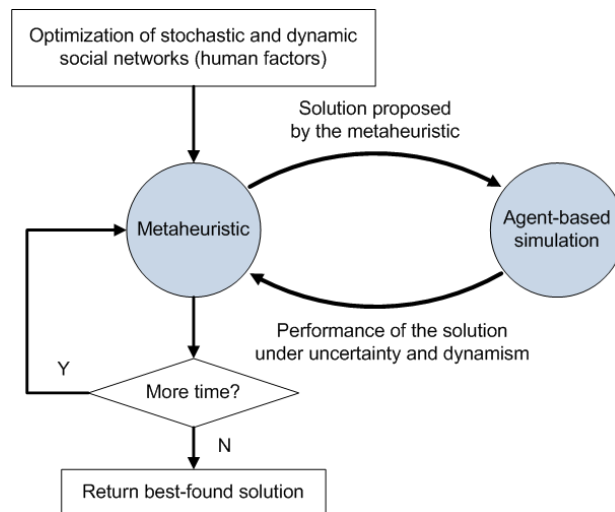 Optimization of stochastic and dynamic
social networks (human factors)
Solution proposed
by the metaheuristic
Metaheuristic
Agent-based
simulation
Performance of the solution
under uncertainty and dynamism
Y
More time?
N
Return best-found solution